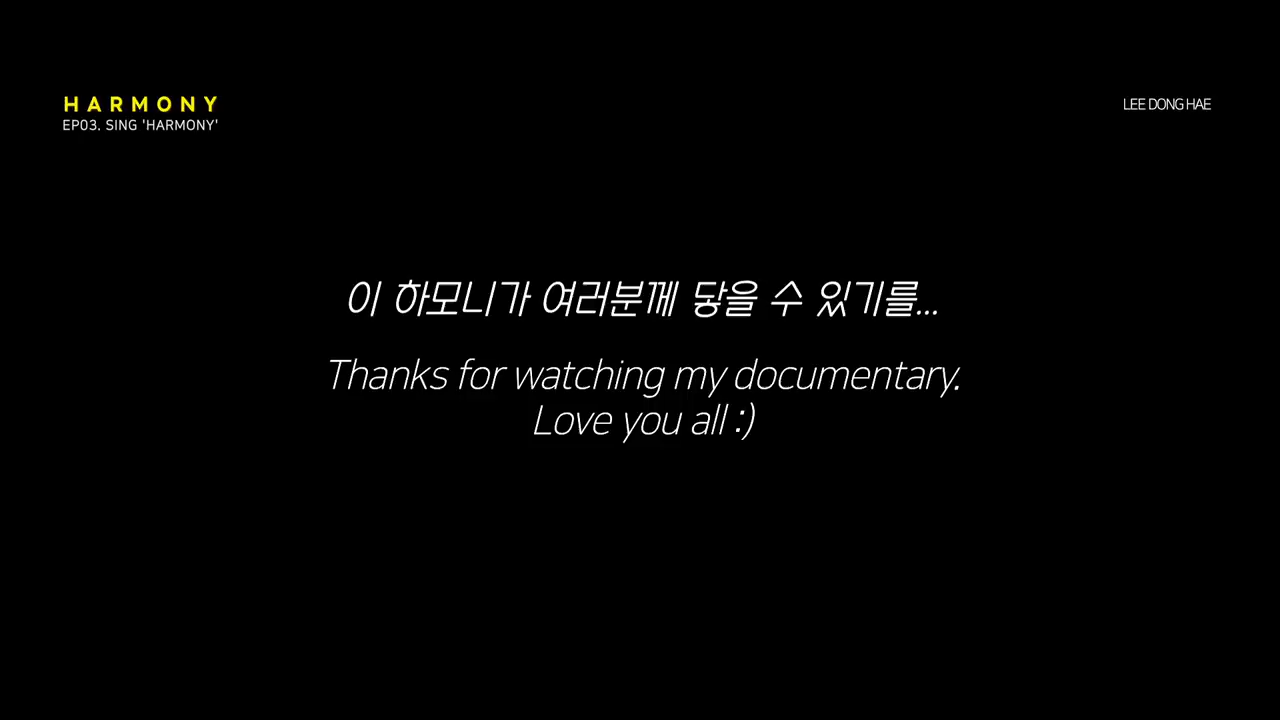 HARMONY
EP03. SING 'HARMONY'
LEE DONG HAE
이 하모니가 여러분께 닿을 수 있기를...
Thanks for watching my documentary.
Love you all :)